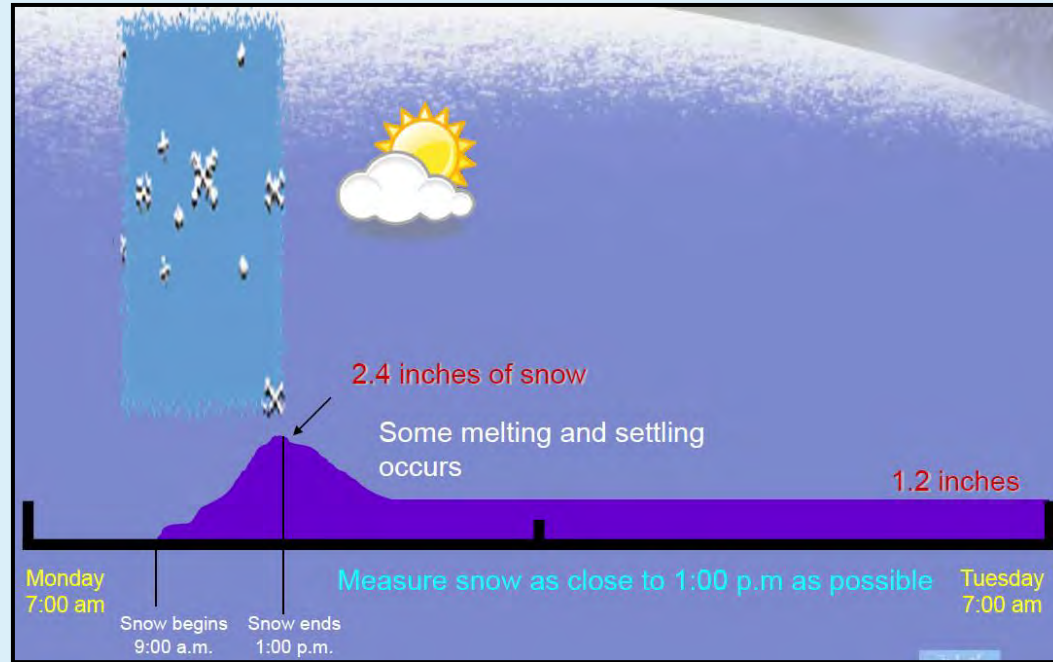 2.4 inches of snow
Some melting and settling
occurs
1.2 inches
Monday
7:00 am
Measure snow as close to 1:00 p.m as possible
Tuesday
7:00 am
Snow begins
9:00 a.m.
Snow ends
1:00 p.m.